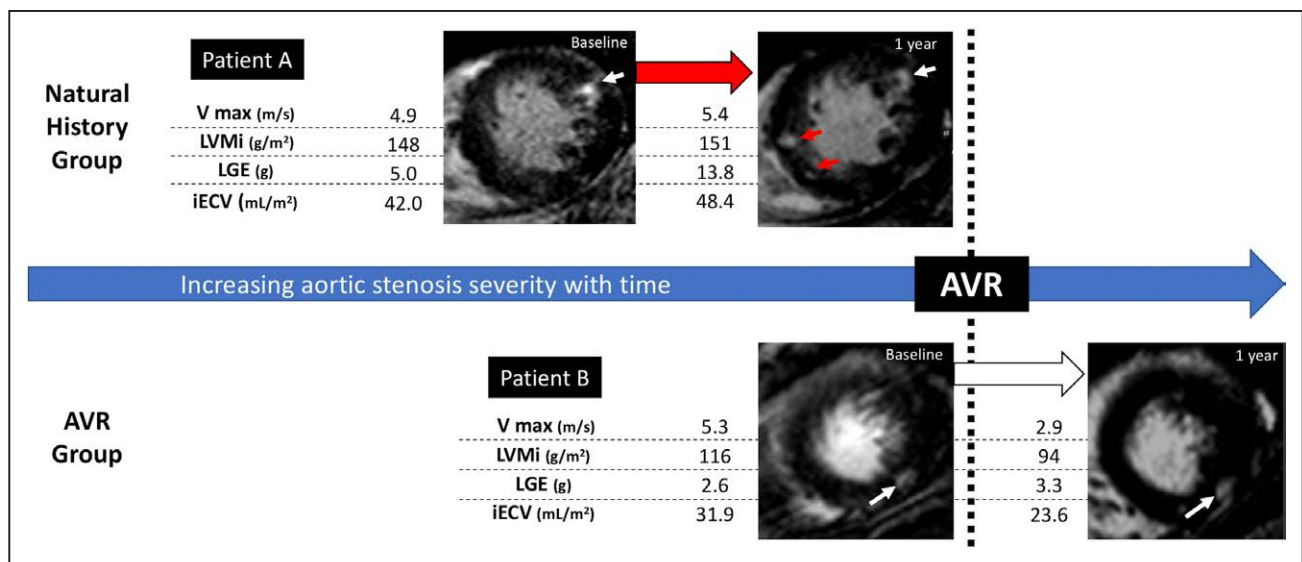 Natural
History
Group
Patient A
Baseline
1 year
V max (m/s) 4.9 5.4
LVMi (g/m²) 148 151
LGE (g) 5.0 13.8
iECV (mL/m²) 42.0 48.4
Increasing aortic stenosis severity with time
AVR
AVR
Group
Patient B
Baseline
1 year
V max (m/s) 5.3 2.9
LVMi (g/m²) 116 94
LGE (g) 2.6 3.3
iECV (mL/m²) 31.9 23.6